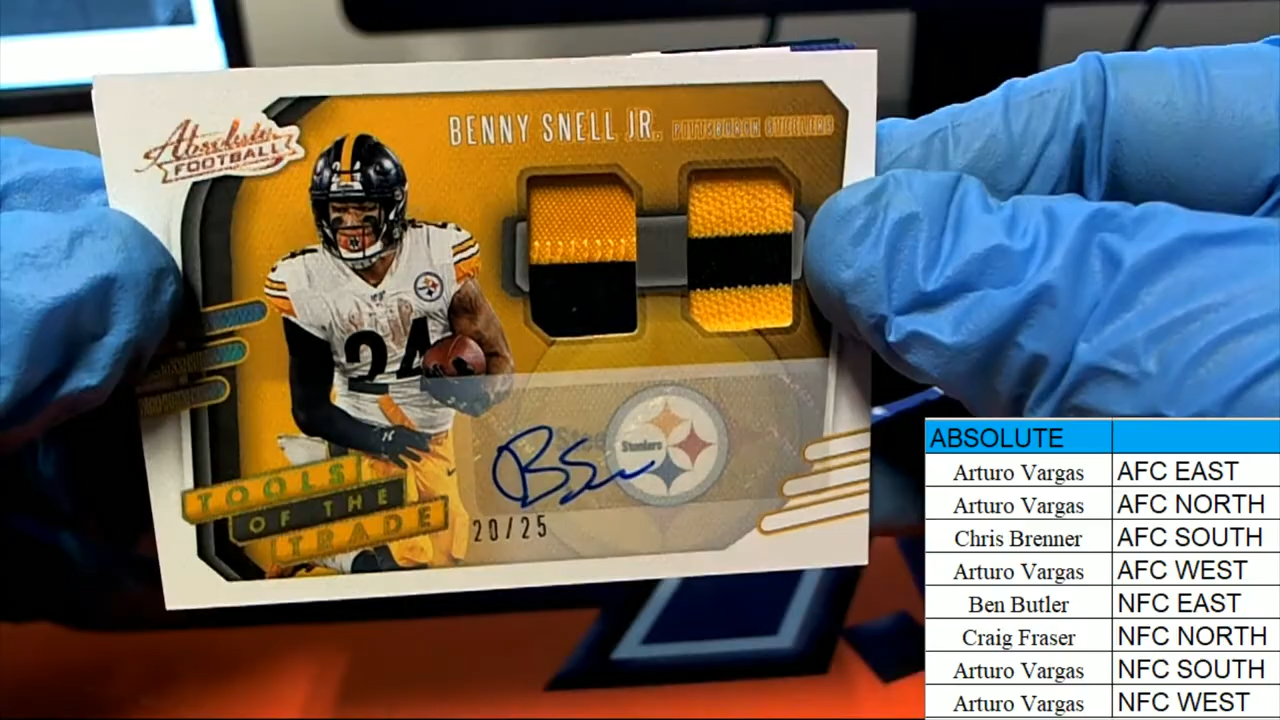 Absolute
FOOTBALL
BENNY SNELL JR. PITTSBURGH STEELERS
24
Steelers
TOOLS
OF THE
TRADE
20/25
ABSOLUTE
Arturo Vargas AFC EAST
Arturo Vargas AFC NORTH
Chris Brenner AFC SOUTH
Arturo Vargas AFC WEST
Ben Butler NFC EAST
Craig Fraser NFC NORTH
Arturo Vargas NFC SOUTH
Arturo Vargas NFC WEST